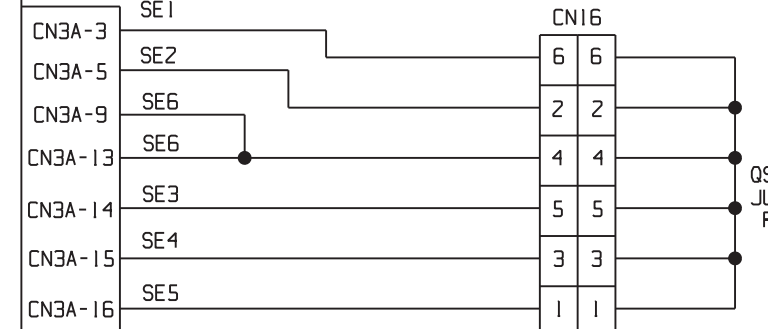 SE1
CN16
CN3A-3
6 6
SE2
CN3A-5
SE6
2 2
CN3A-9
SE6
CN3A-13
4 4
SE3
CN3A-14
5 5
SE4
CN3A-15
3 3
SE5
CN3A-16
1 1